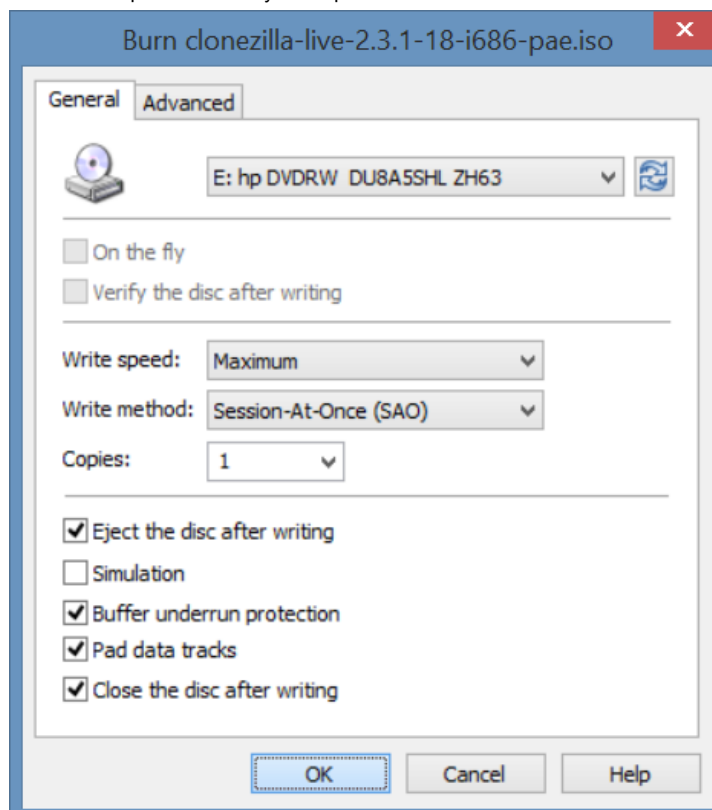 Burn clonezilla-live-2.3.1-18-i686-pae.iso
General Advanced
E: hp DVDRW DU8A5SHL ZH63
On the fly
Verify the disc after writing
Write speed: Maximum
Write method: Session-At-Once (SAO)
Copies: 1
Eject the disc after writing
Simulation
Buffer underrun protection
Pad data tracks
Close the disc after writing
OK Cancel Help